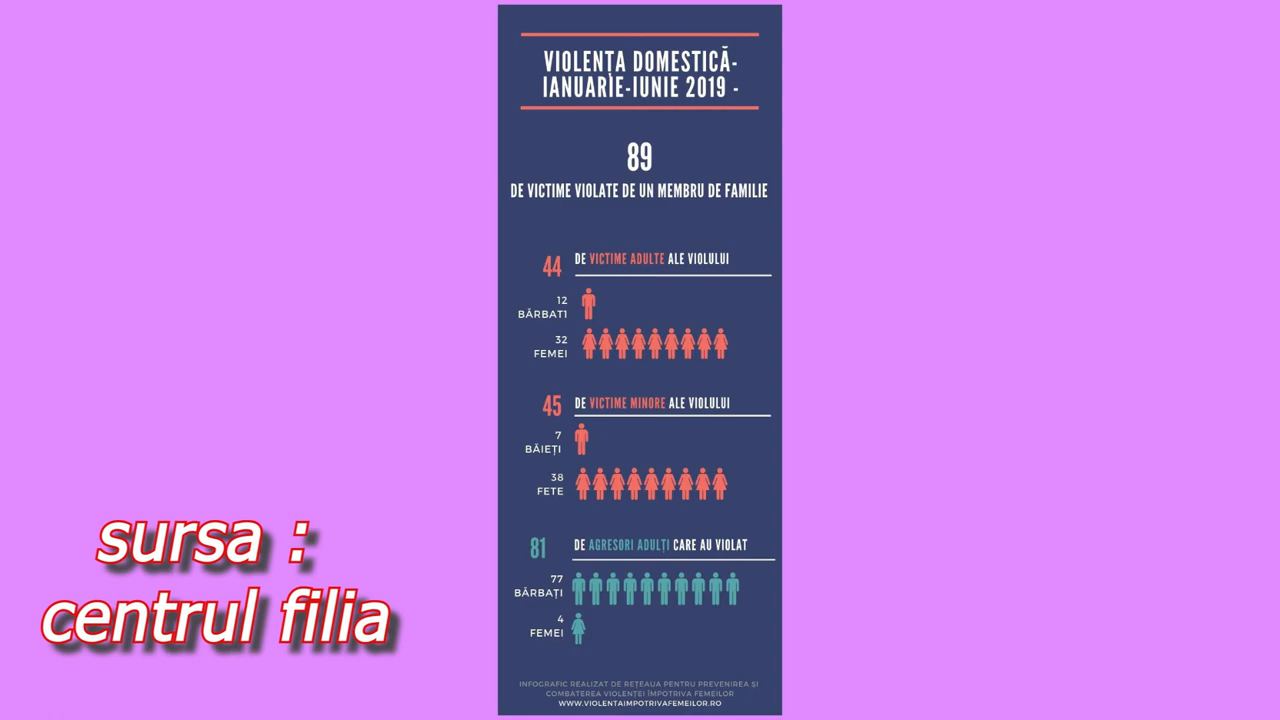 VIOLENȚA DOMESTICĂ-
IANUARIE-IUNIE 2019 -
89
DE VICTIME VIOLATE DE UN MEMBRU DE FAMILIE
44
DE VICTIME ADULTE ALE VIOLULUI
12
BĂRBATI
32
FEMEI
45
DE VICTIME MINORE ALE VIOLULUI
7
BĂIEȚI
38
FETE
81
DE AGRESORI ADULȚI CARE AU VIOLAT
77
BĂRBAȚI
4
FEMEI
INFOGRAFIC REALIZAT DE REȚEAUA PENTRU PREVENIREA ȘI
COMBATEREA VIOLENȚEI ÎMPOTRIVA FEMEILOR
WWW.VIOLENTAIMPOTRIVAFEMEILOR.RO
sursa :
centrul filia